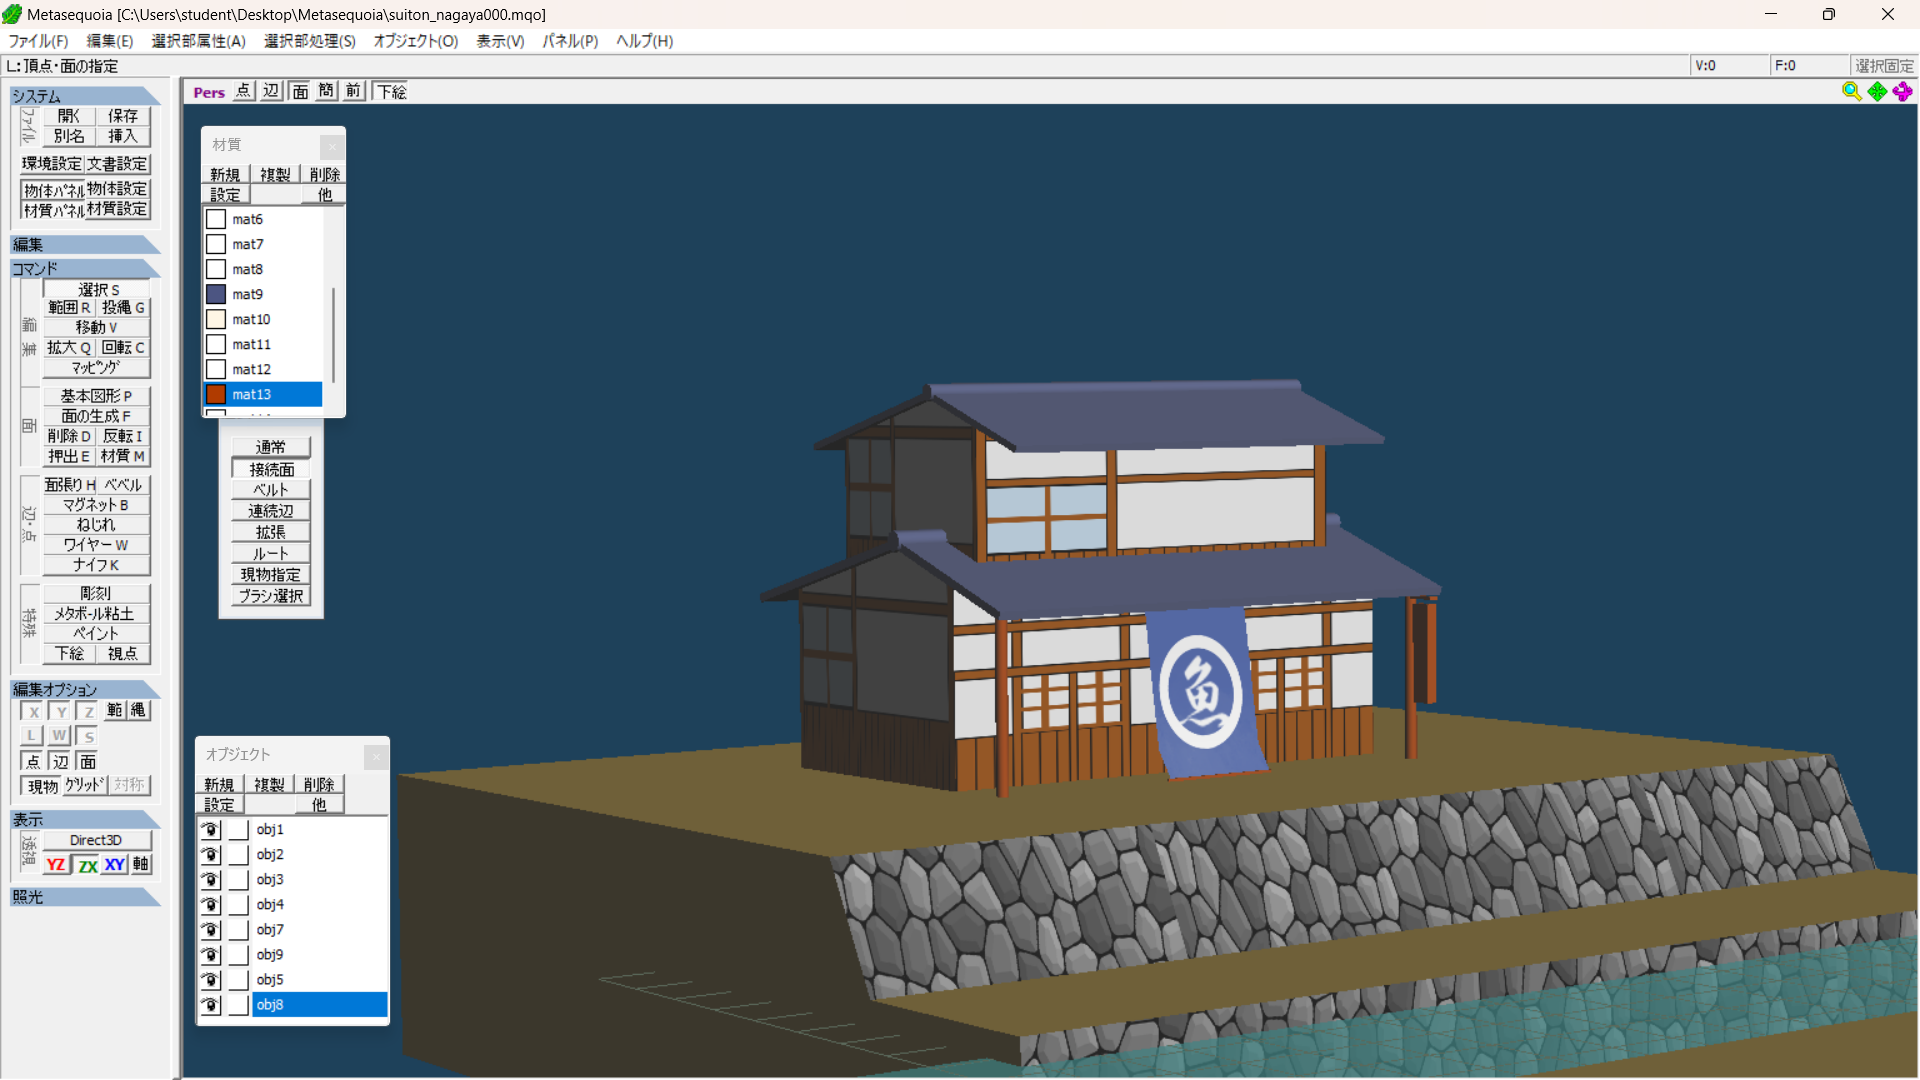 Metasequoia [C:\Users\student\Desktop\Metasequoia\suiton_nagaya000.mqo]
ファイル(F) 編集(E) 選択部属性(A) 選択部処理(S) オブジェクト(O) 表示(V) パネル(P) ヘルプ(H)
L:頂点・面の指定
V:0
F:0
選択固定
Pers 点 辺 面 簡 前 下絵
システム
ファイル
開く 保存
別名 挿入
環境設定 文書設定
物体パネル 物体設定
材質パネル 材質設定
編集
コマンド
編集
選択 S
範囲 R 投縄 G
移動 V
拡大 Q 回転 C
マッピング
面
基本図形 P
面の生成 F
削除 D 反転 I
押出 E 材質 M
辺・点
面張り H ベベル
マグネット B
ねじれ
ワイヤー W
ナイフ K
特殊
彫刻
メタボール粘土
ペイント
下絵 視点
編集オプション
X Y Z 範 縄
L W S
点 辺 面
現物 グリッド 対称
表示
透視
Direct3D
YZ ZX XY 軸
照光
材質
新規 複製 削除
設定 他
mat6
mat7
mat8
mat9
mat10
mat11
mat12
mat13
通常
接続面
ベルト
連続辺
拡張
ルート
現物指定
ブラシ選択
オブジェクト
新規 複製 削除
設定 他
obj1
obj2
obj3
obj4
obj7
obj9
obj5
obj8
魚